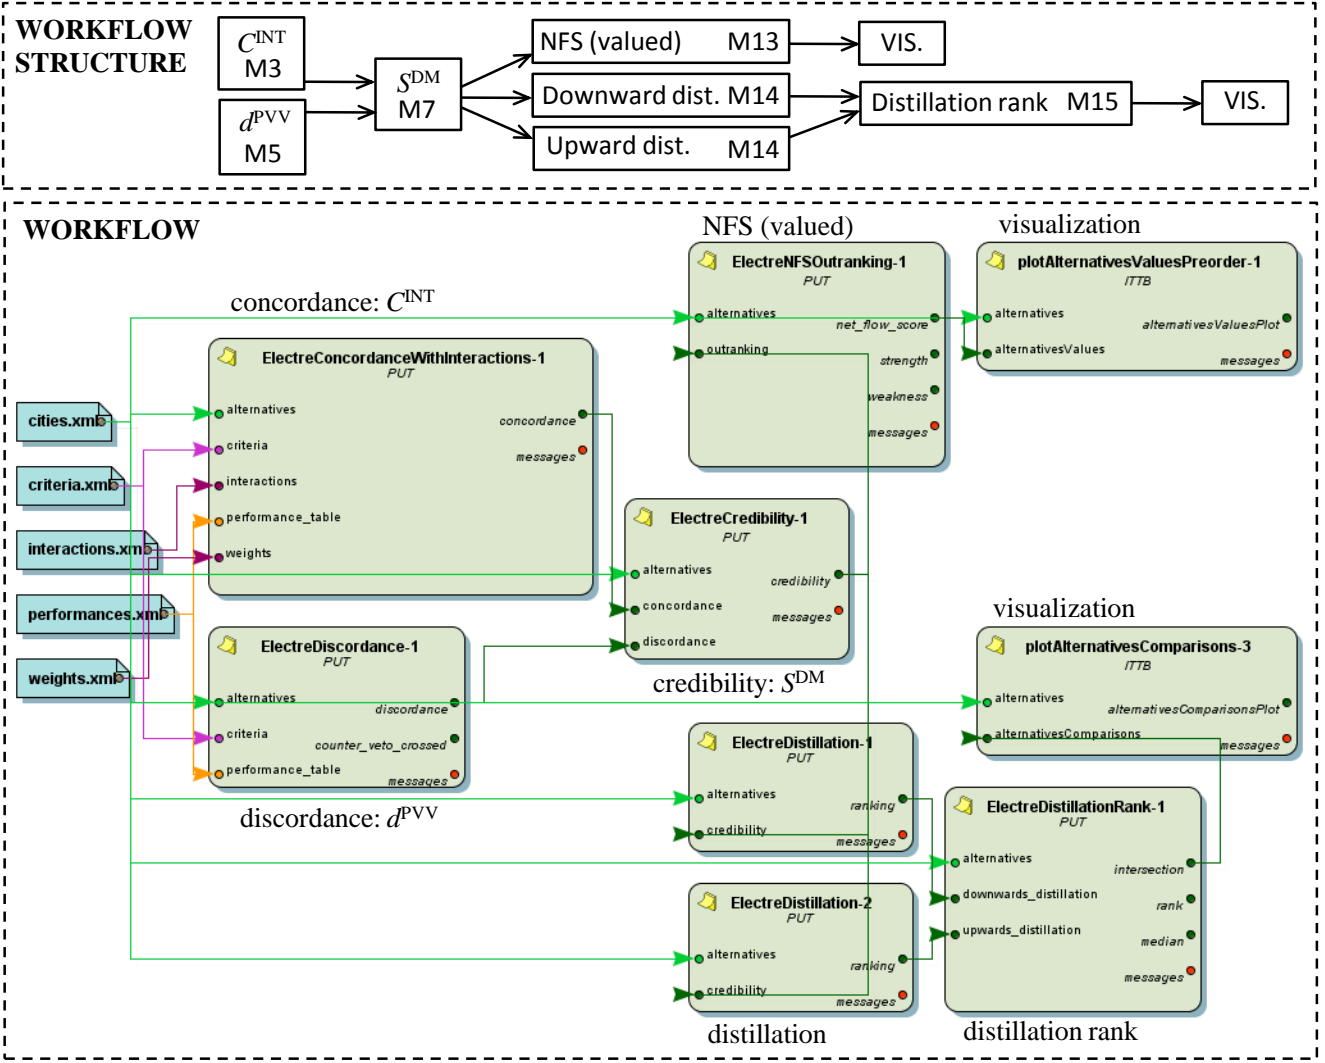 WORKFLOW
STRUCTURE
C^INT
M3
d^PVV
M5
S^DM
M7
NFS (valued) M13
VIS.
Downward dist. M14
Upward dist. M14
Distillation rank M15
VIS.
WORKFLOW
NFS (valued)
visualization
ElectreNFSOutranking-1
PUT
alternatives
net_flow_score
outranking
strength
weakness
messages
plotAlternativesValuesPreorder-1
ITTB
alternatives
alternativesValuesPlot
alternativesValues
messages
concordance: C^INT
ElectreConcordanceWithInteractions-1
PUT
alternatives
concordance
criteria
messages
interactions
performance_table
weights
cities.xml
criteria.xml
interactions.xml
performances.xml
weights.xml
ElectreCredibility-1
PUT
alternatives
credibility
concordance
messages
discordance
credibility: S^DM
visualization
plotAlternativesComparisons-3
ITTB
alternatives
alternativesComparisonsPlot
alternativesComparisons
messages
ElectreDiscordance-1
PUT
alternatives
discordance
criteria
counter_veto_crossed
performance_table
messages
discordance: d^PVV
ElectreDistillation-1
PUT
alternatives
ranking
credibility
messages
ElectreDistillation-2
PUT
alternatives
ranking
credibility
messages
distillation
ElectreDistillationRank-1
PUT
alternatives
intersection
downwards_distillation
rank
upwards_distillation
median
messages
distillation rank